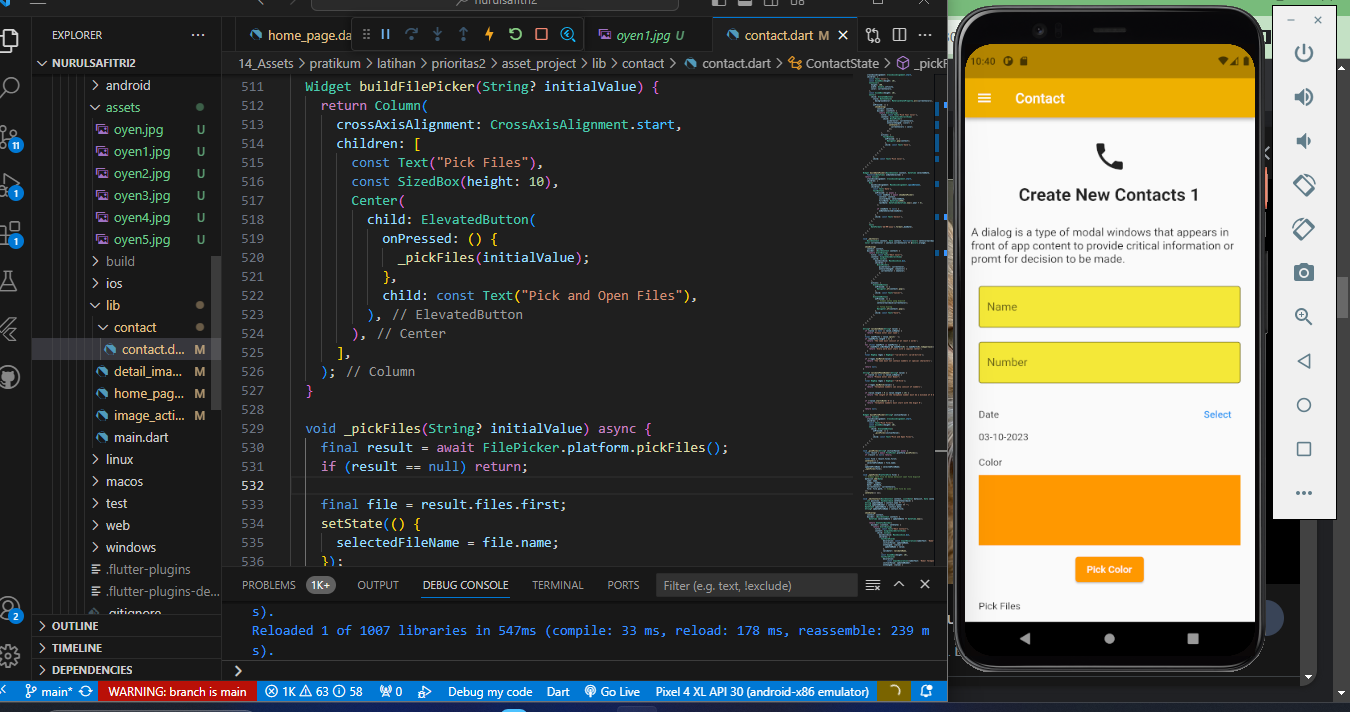 nurulsafitri2
EXPLORER
NURULSAFITRI2
android
assets
oyen.jpg U
oyen1.jpg U
oyen2.jpg U
oyen3.jpg U
oyen4.jpg U
oyen5.jpg U
build
ios
lib
contact
contact.d... M
detail_ima... M
home_pag... M
image_acti... M
main.dart
linux
macos
test
web
windows
.flutter-plugins
.flutter-plugins-de...
.gitignore
OUTLINE
TIMELINE
DEPENDENCIES
11
1
1
2
home_page.da
oyen1.jpg U
contact.dart M
14_Assets > pratikum > latihan > prioritas2 > asset_project > lib > contact > contact.dart > ContactState > _pickF
511 Widget buildFilePicker(String? initialValue) {
512 return Column(
513 crossAxisAlignment: CrossAxisAlignment.start,
514 children: [
515 const Text("Pick Files"),
516 const SizedBox(height: 10),
517 Center(
518 child: ElevatedButton(
519 onPressed: () {
520 _pickFiles(initialValue);
521 },
522 child: const Text("Pick and Open Files"),
523 ), // ElevatedButton
524 ), // Center
525 ],
526 ); // Column
527 }
528
529 void _pickFiles(String? initialValue) async {
530 final result = await FilePicker.platform.pickFiles();
531 if (result == null) return;
532
533 final file = result.files.first;
534 setState(() {
535 selectedFileName = file.name;
536 });
PROBLEMS 1K+ OUTPUT DEBUG CONSOLE TERMINAL PORTS Filter (e.g. text, !exclude)
s).
Reloaded 1 of 1007 libraries in 547ms (compile: 33 ms, reload: 178 ms, reassemble: 239 m
s).
main* WARNING: branch is main 1K 63 58 0 Debug my code Dart Go Live Pixel 4 XL API 30 (android-x86 emulator)
10:40
Contact
Create New Contacts 1
A dialog is a type of modal windows that appears in
front of app content to provide critical information or
promt for decision to be made.
Name
Number
Date Select
03-10-2023
Color
Pick Color
Pick Files